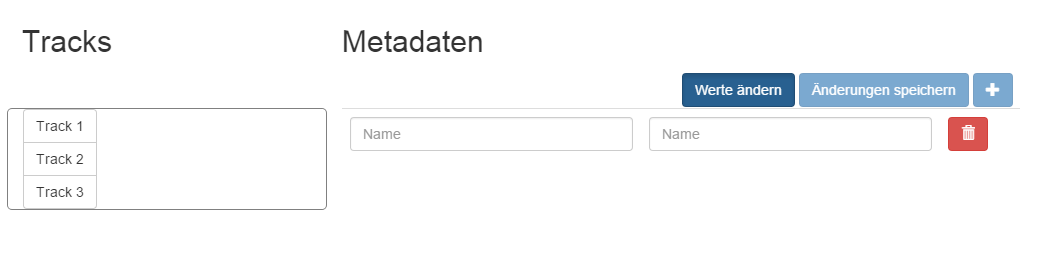 Tracks
Metadaten
Werte ändern
Änderungen speichern
Track 1
Track 2
Track 3
Name
Name